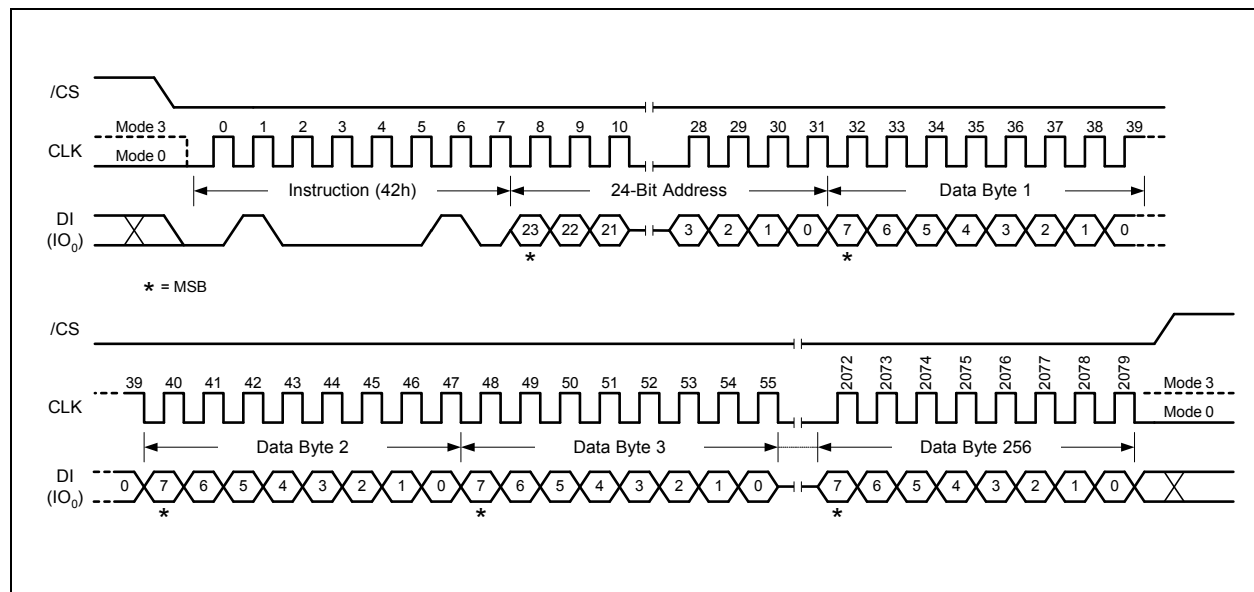 /CS
Mode 3 0 1 2 3 4 5 6 7 8 9 10 28 29 30 31 32 33 34 35 36 37 38 39
CLK Mode 0
Instruction (42h) 24-Bit Address Data Byte 1
DI
(IO0) 23 22 21 3 2 1 0 7 6 5 4 3 2 1 0
* *
* = MSB
/CS
39 40 41 42 43 44 45 46 47 48 49 50 51 52 53 54 55 2072 2073 2074 2075 2076 2077 2078 2079
CLK Mode 3
Mode 0
Data Byte 2 Data Byte 3 Data Byte 256
DI
(IO0) 0 7 6 5 4 3 2 1 0 7 6 5 4 3 2 1 0 7 6 5 4 3 2 1 0
* * *